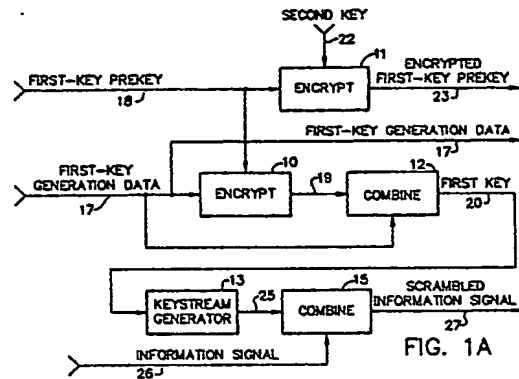 SECOND KEY
22
11
FIRST-KEY PREKEY
18
ENCRYPT
ENCRYPTED
FIRST-KEY PREKEY
23
FIRST-KEY GENERATION DATA
17
FIRST-KEY
GENERATION DATA
17
10
ENCRYPT
19
12
COMBINE
FIRST KEY
20
13
KEYSTREAM
GENERATOR
25
15
COMBINE
SCRAMBLED
INFORMATION SIGNAL
27
INFORMATION SIGNAL
26
FIG. 1A